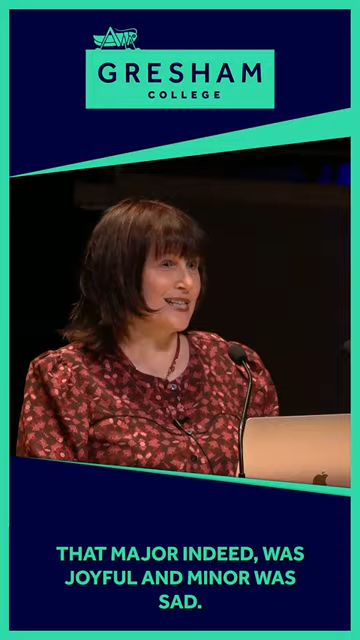 GRESHAM
COLLEGE
THAT MAJOR INDEED, WAS
JOYFUL AND MINOR WAS
SAD.